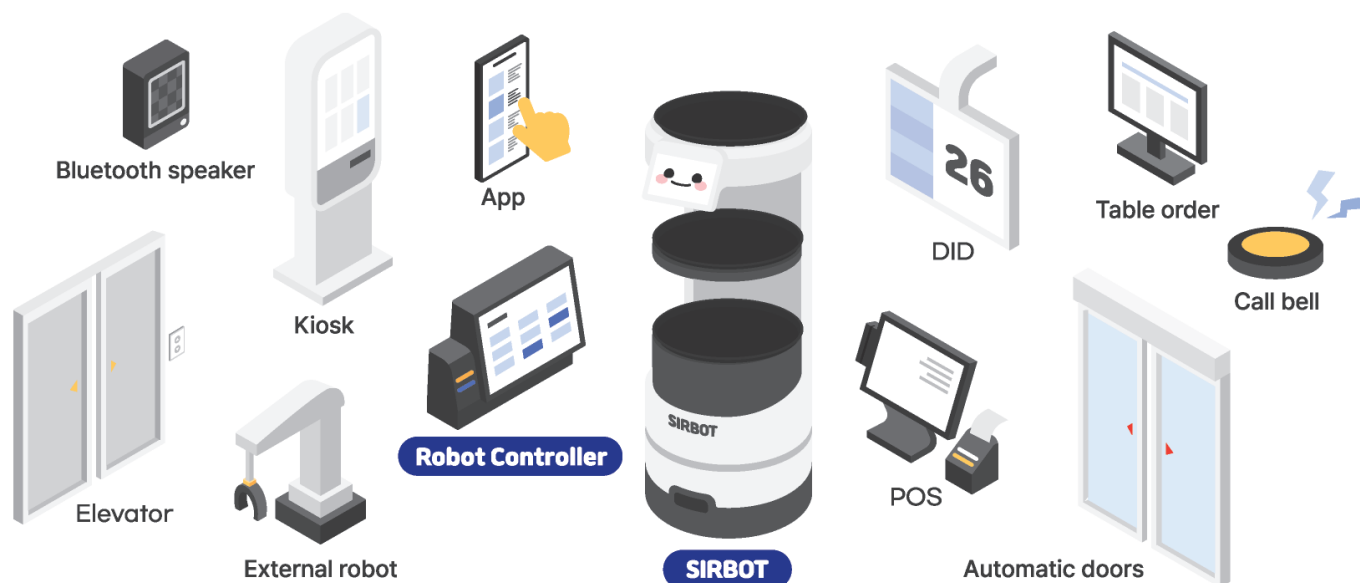 Bluetooth speaker
Kiosk
App
26
DID
Table order
Call bell
Elevator
External robot
Robot Controller
SIRBOT
SIRBOT
POS
Automatic doors